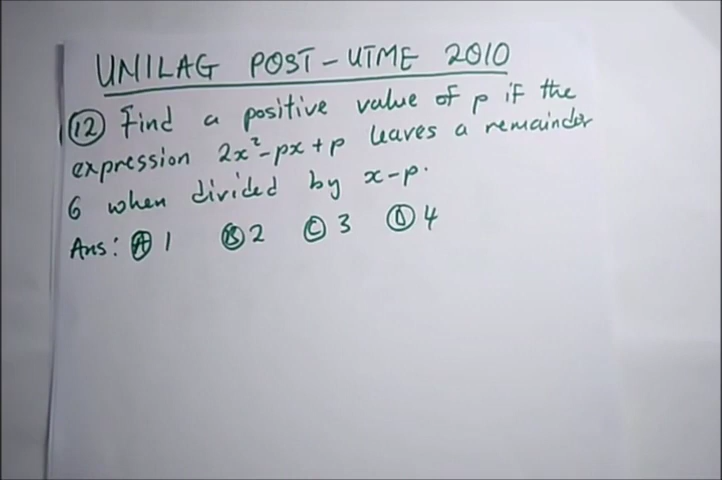 UNILAG POST-UTME 2010
(12) Find a positive value of p if the
expression 2x²-px+p leaves a remainder
6 when divided by x-p.
Ans: (A) 1 (B) 2 (C) 3 (D) 4